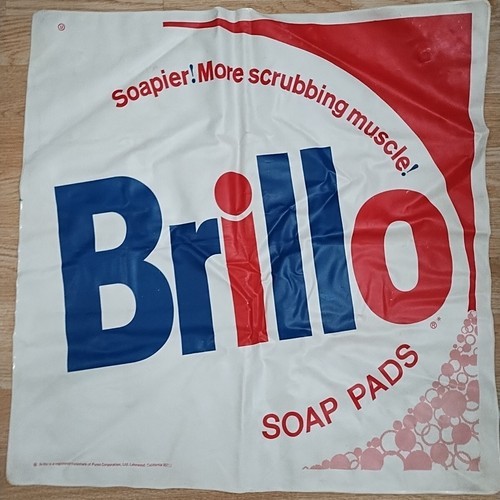 Soapier! More scrubbing muscle!
Brillo®
SOAP PADS